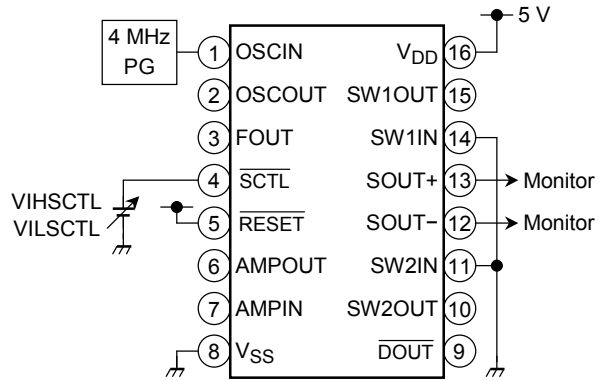 5 V
4 MHz
PG
1 OSCIN
2 OSCOUT
3 FOUT
4 SCTL
5 RESET
6 AMPOUT
7 AMPIN
8 VSS
VDD 16
SW1OUT 15
SW1IN 14
SOUT+ 13
SOUT− 12
SW2IN 11
SW2OUT 10
DOUT 9
Monitor
Monitor
VIHSCTL
VILSCTL